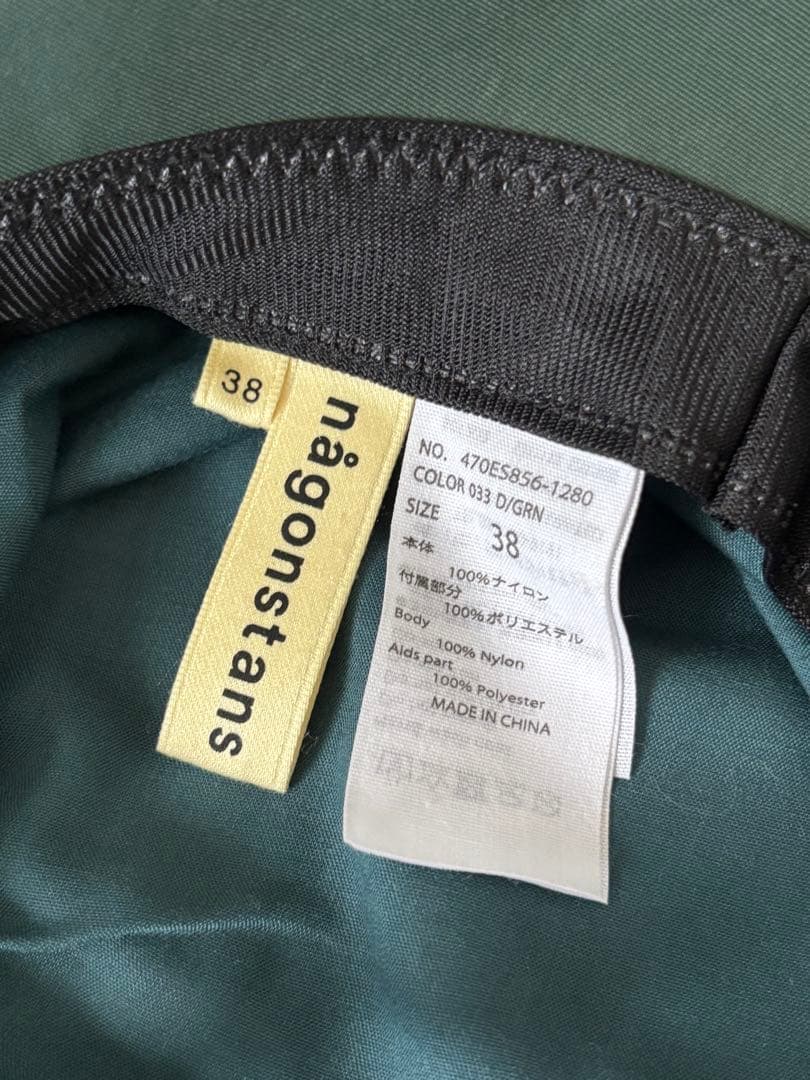 38
någonstans
NO. 470ES856-1280
COLOR 033 D/GRN
SIZE 38
本体
100%ナイロン
付属部分
100%ポリエステル
Body
100% Nylon
Aids part
100% Polyester
MADE IN CHINA